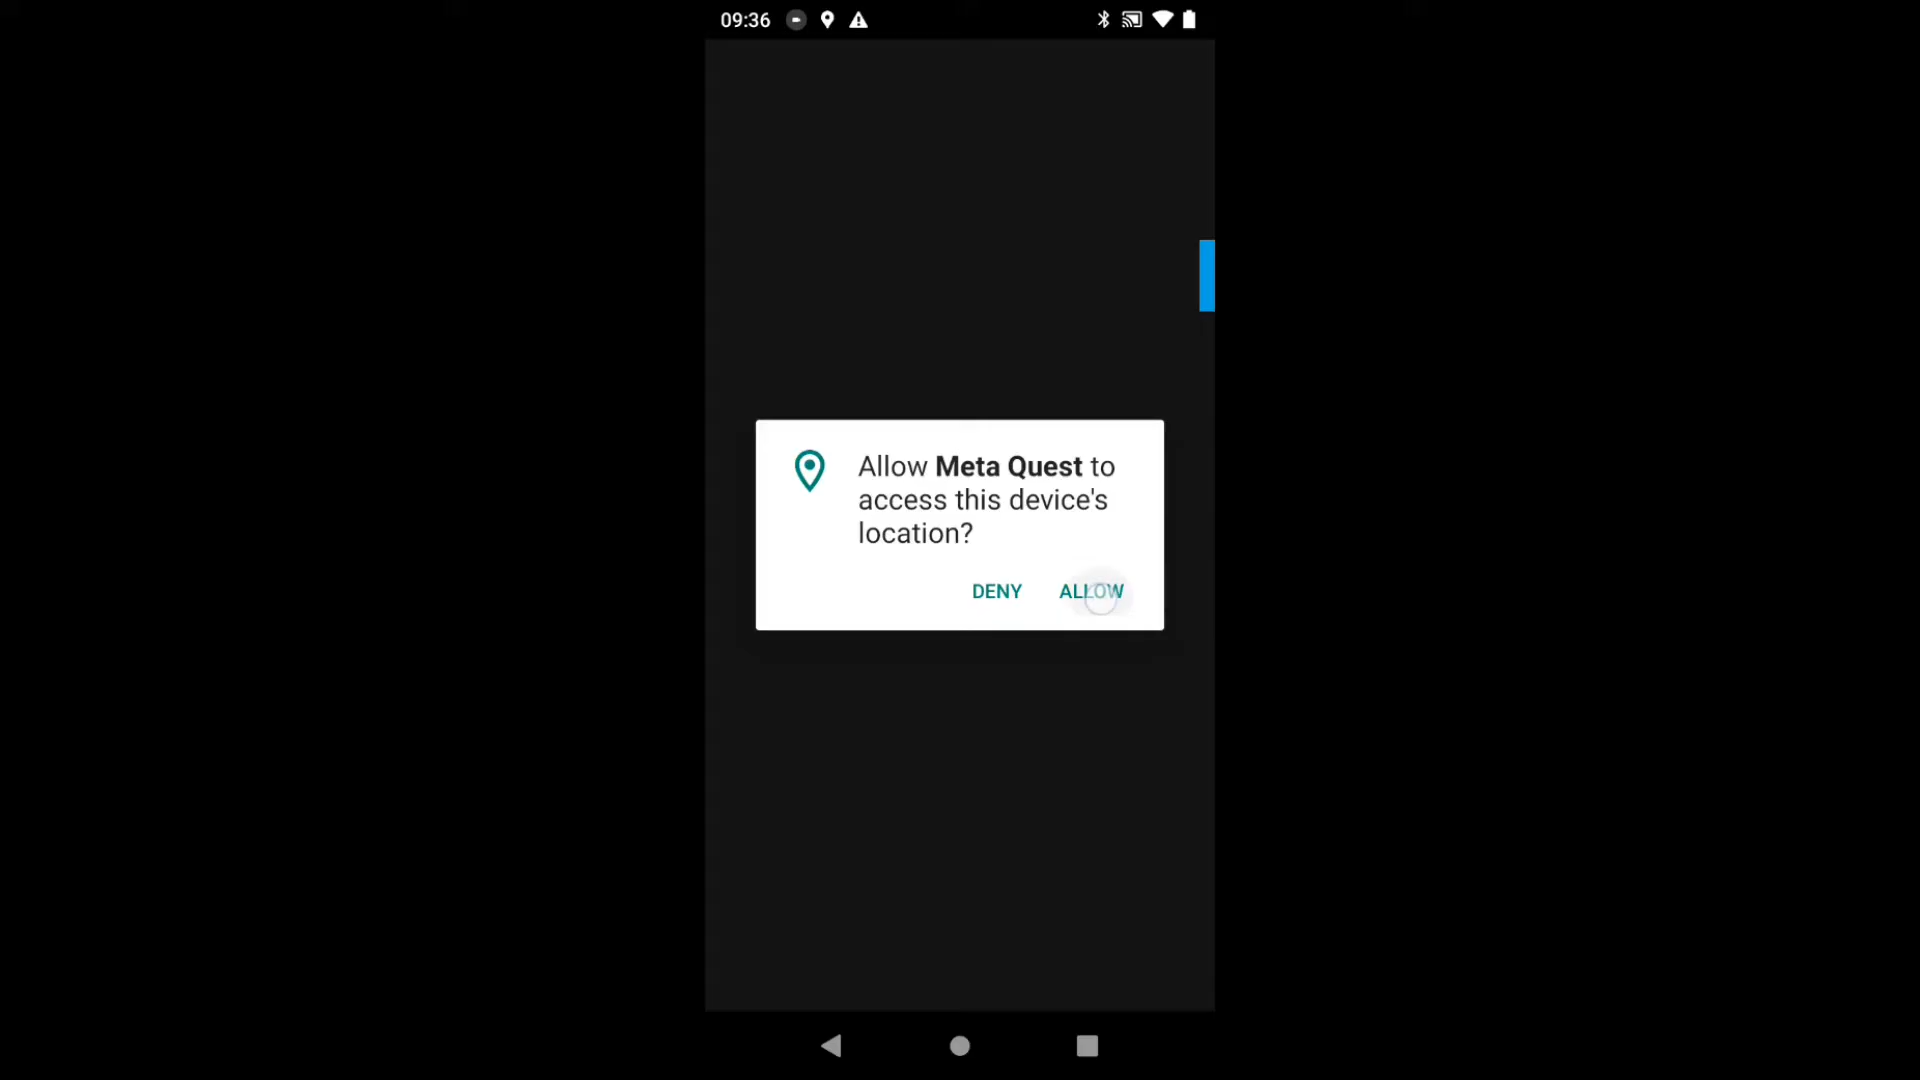 09:36
Allow Meta Quest to
access this device's
location?
DENY ALLOW